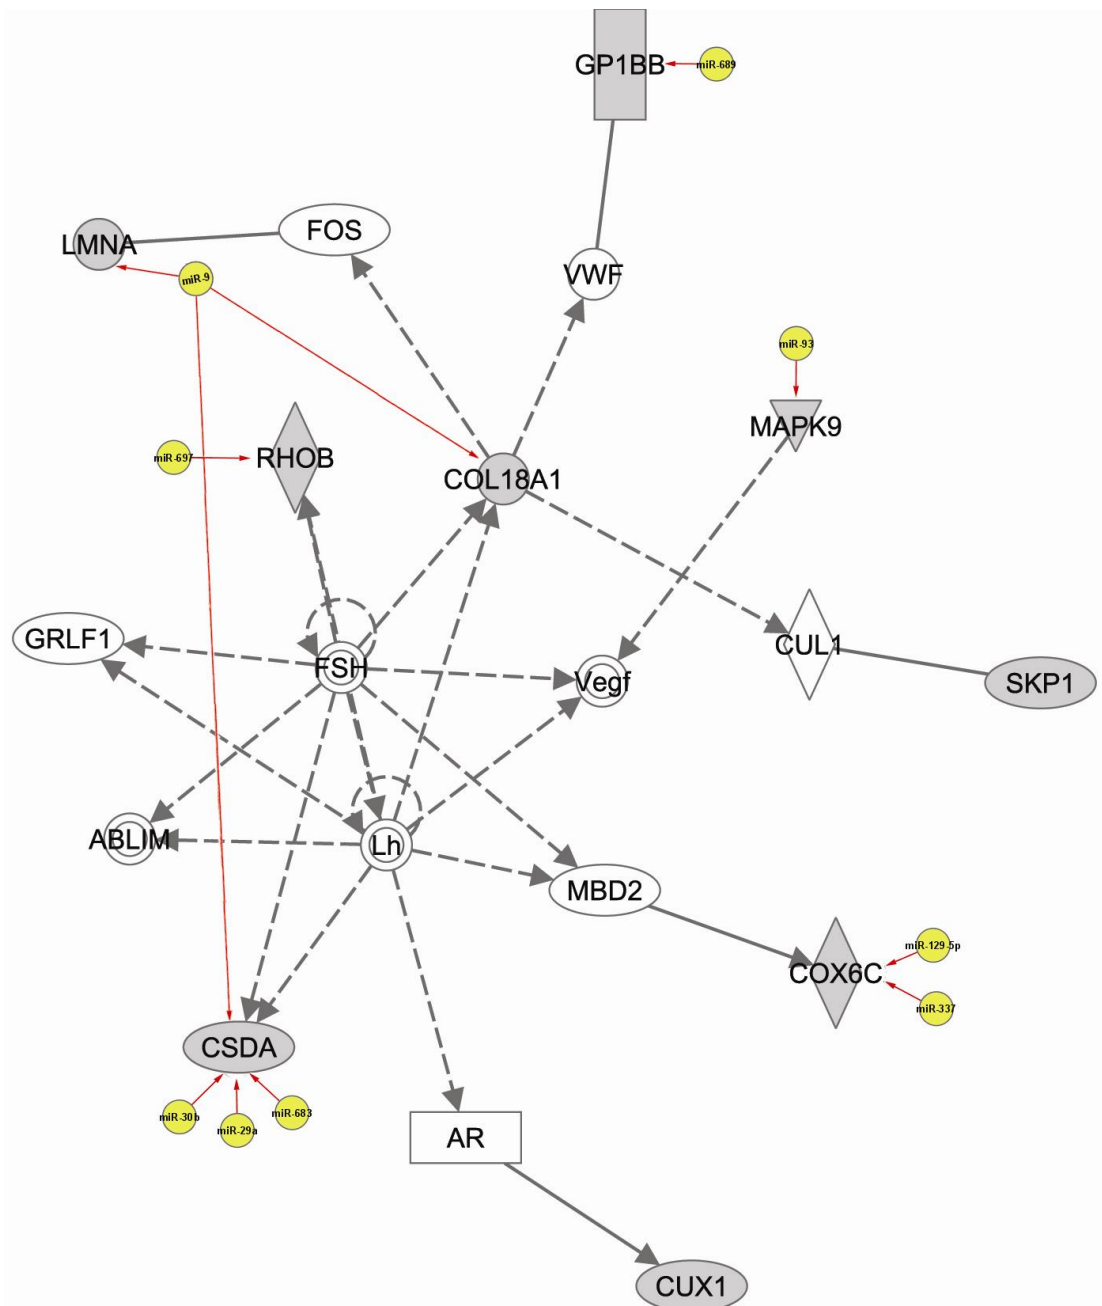 GP1BB
miR-689
FOS
LMNA
miR-9
VWF
miR-93
MAPK9
miR-697
RHOB
COL18A1
GRLF1
FSH
Vegf
CUL1
SKP1
ABLIM
Lh
MBD2
miR-129-5p
COX6C
miR-337
CSDA
miR-30b
miR-29a
miR-683
AR
CUX1